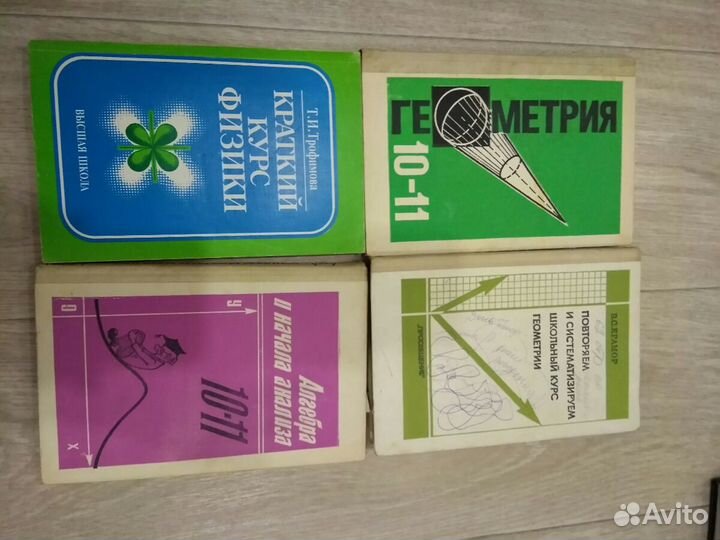 Т.И.Трофимова
КРАТКИЙ
КУРС
ФИЗИКИ
ВЫСШАЯ ШКОЛА
ГЕОМЕТРИЯ
10-11
Алгебра
и начала анализа
10-11
y
x
В.С.КРАМОР
ПОВТОРЯЕМ
И СИСТЕМАТИЗИРУЕМ
ШКОЛЬНЫЙ КУРС
ГЕОМЕТРИИ
„ПРОСВЕЩЕНИЕ"
Avito